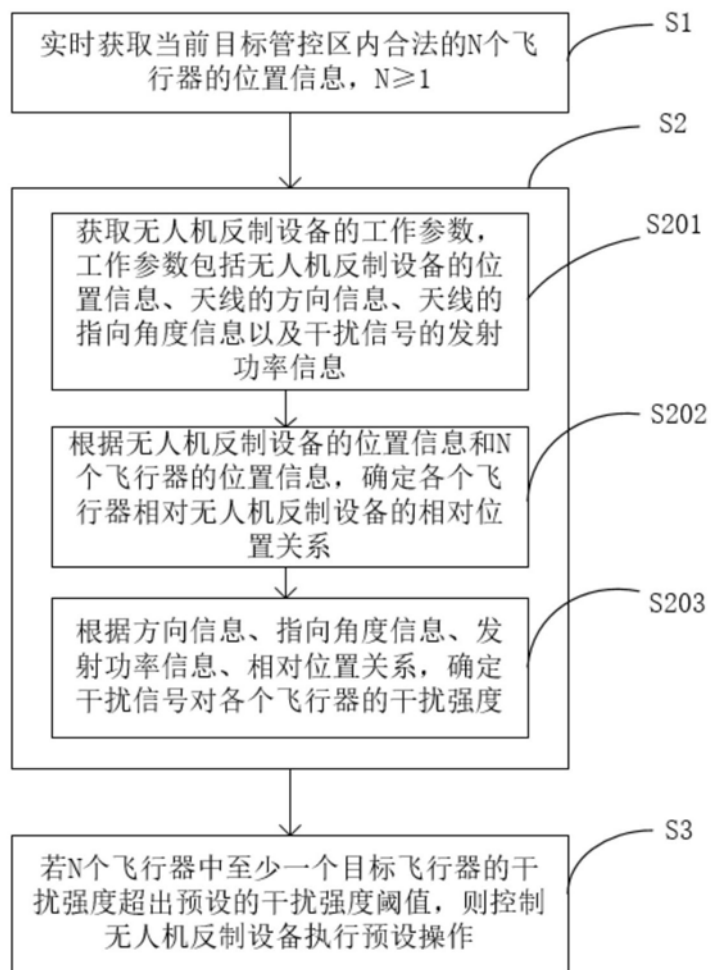 实时获取当前目标管控区内合法的N个飞
行器的位置信息，N≥1
S1
S2
获取无人机反制设备的工作参数，
工作参数包括无人机反制设备的位
置信息、天线的方向信息、天线的
指向角度信息以及干扰信号的发射
功率信息
S201
根据无人机反制设备的位置信息和N
个飞行器的位置信息，确定各个飞
行器相对无人机反制设备的相对位
置关系
S202
根据方向信息、指向角度信息、发
射功率信息、相对位置关系，确定
干扰信号对各个飞行器的干扰强度
S203
若N个飞行器中至少一个目标飞行器的干
扰强度超出预设的干扰强度阈值，则控制
无人机反制设备执行预设操作
S3